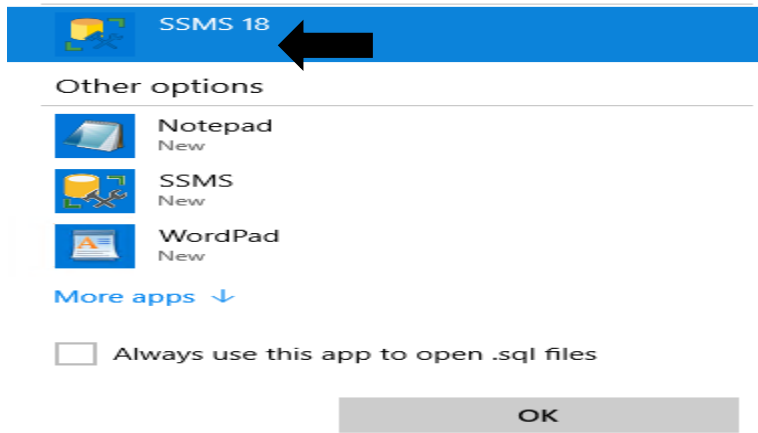 SSMS 18
Other options
Notepad
New
SSMS
New
WordPad
New
More apps ↓
Always use this app to open .sql files
OK